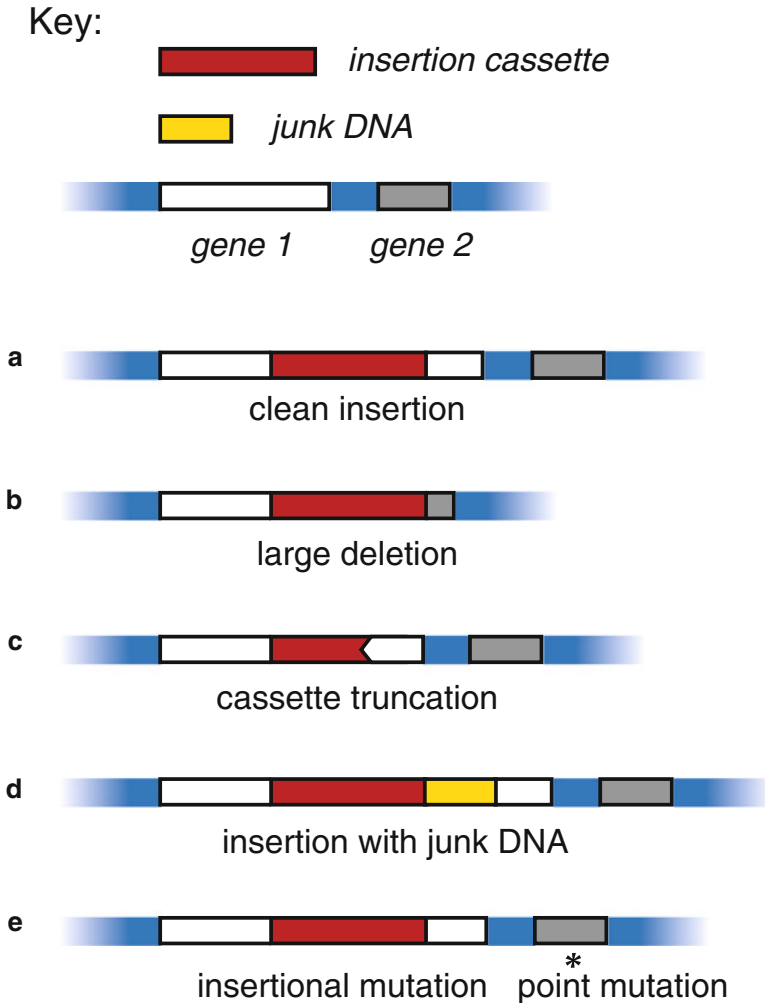 Key:
insertion cassette
junk DNA
gene 1 gene 2
a
clean insertion
b
large deletion
c
cassette truncation
d
insertion with junk DNA
e
*
insertional mutation point mutation